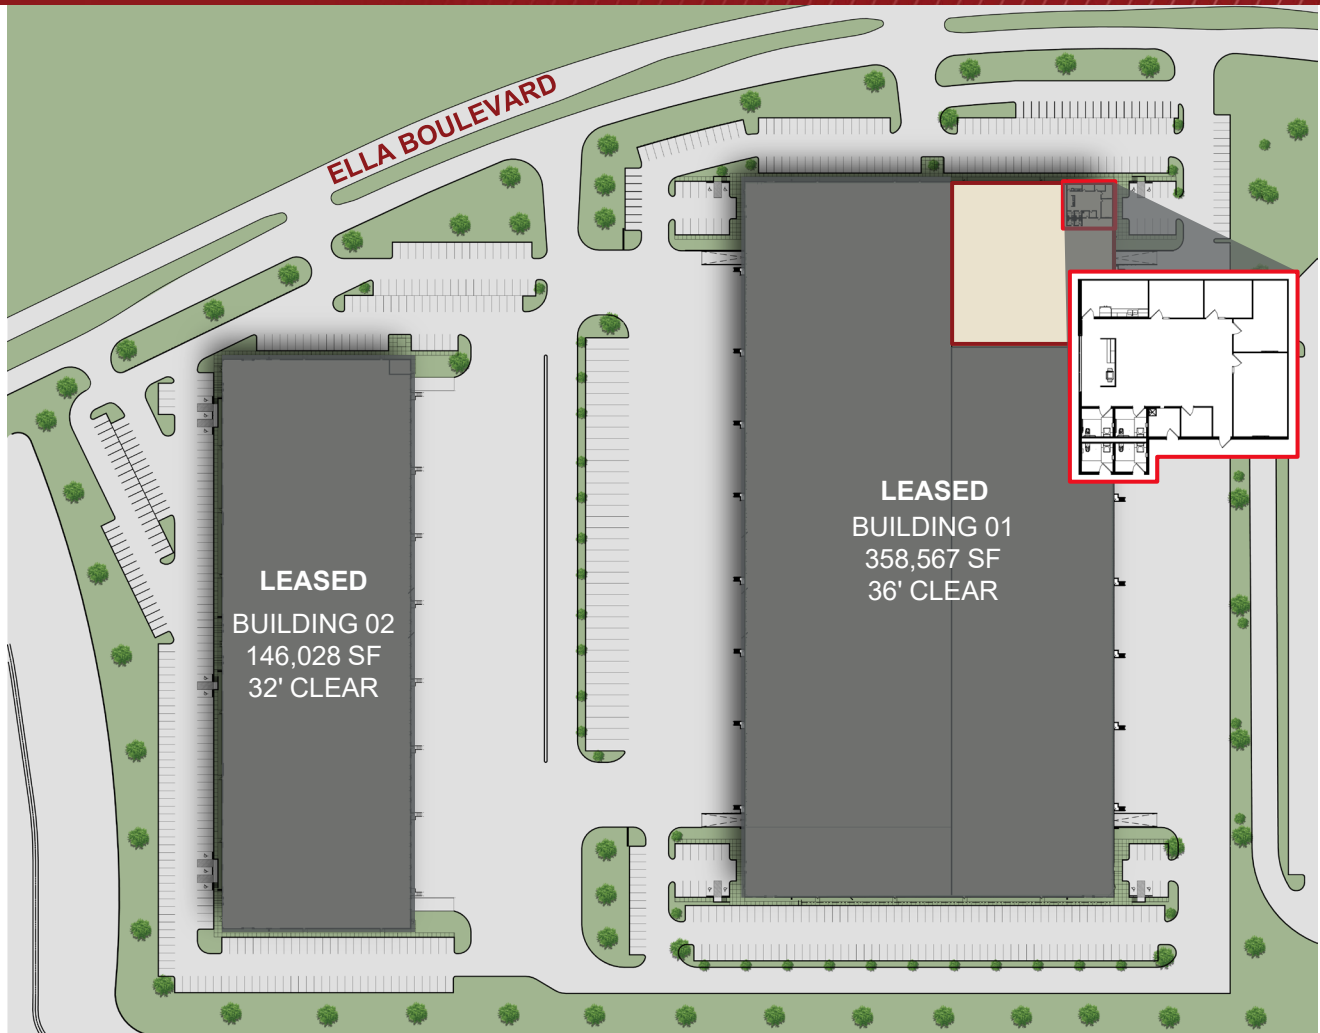 ELLA BOULEVARD
LEASED
BUILDING 01
358,567 SF
36' CLEAR
LEASED
BUILDING 02
146,028 SF
32' CLEAR